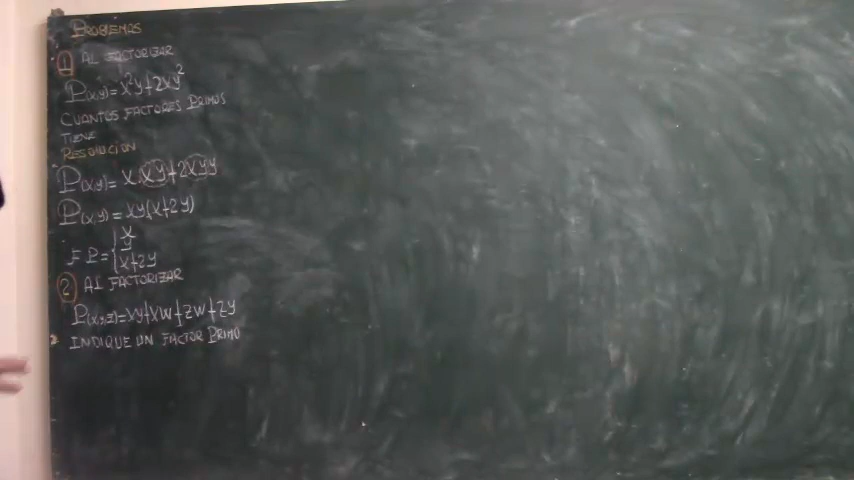 PROBLEMAS
1 AL FACTORIZAR
P(x,y)=x²y+2xy²
CUANTOS FACTORES PRIMOS
TIENE
RESOLUCION
P(x,y)= x.xy+2xyy
P(x,y)=xy(x+2y)
x
y
F P= { x+2y
2 AL FACTORIZAR
P(x,y,z)=xy+xw+zw+zy
INDIQUE UN FACTOR PRIMO